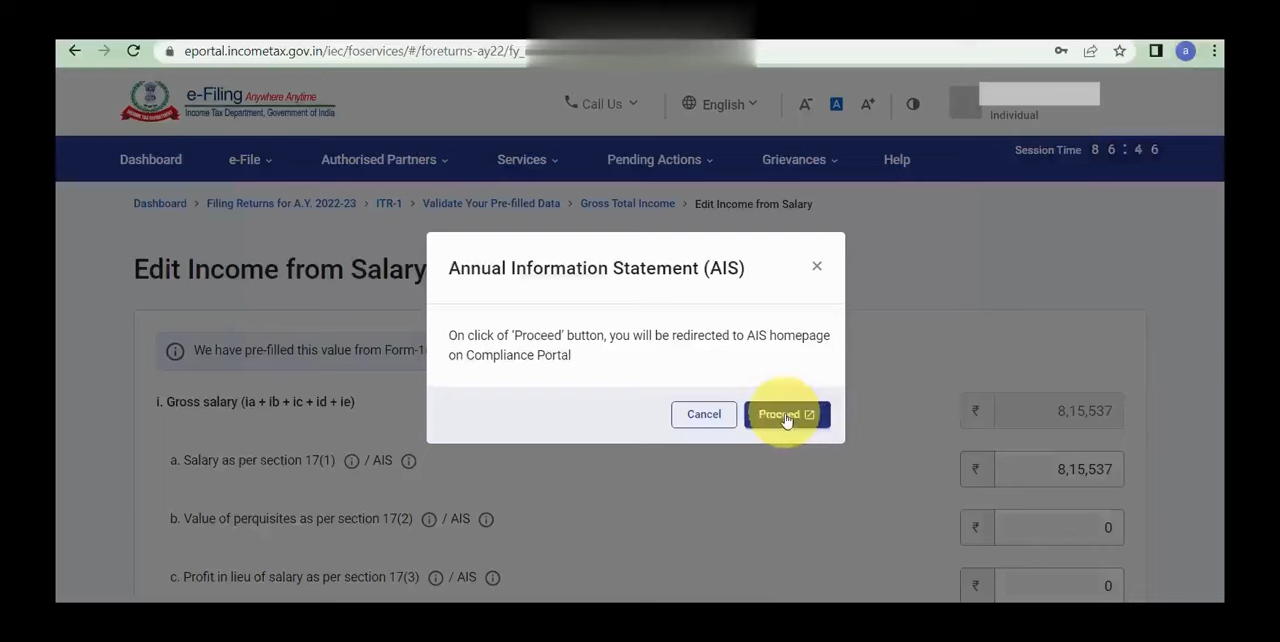 eportal.incometax.gov.in/iec/foservices/#/foreturns-ay22/fy_
a
e-Filing Anywhere Anytime
Income Tax Department, Government of India
Call Us
English
A-
A
A+
Individual
Dashboard e-File Authorised Partners Services Pending Actions Grievances Help
Session Time 8 6 : 4 6
Dashboard > Filing Returns for A.Y. 2022-23 > ITR-1 > Validate Your Pre-filled Data > Gross Total Income > Edit Income from Salary
Edit Income from Salary
Annual Information Statement (AIS)
On click of 'Proceed' button, you will be redirected to AIS homepage
on Compliance Portal
Cancel
Proceed
We have pre-filled this value from Form-1
i. Gross salary (ia + ib + ic + id + ie) ₹ 8,15,537
a. Salary as per section 17(1) / AIS ₹ 8,15,537
b. Value of perquisites as per section 17(2) / AIS ₹ 0
c. Profit in lieu of salary as per section 17(3) / AIS ₹ 0